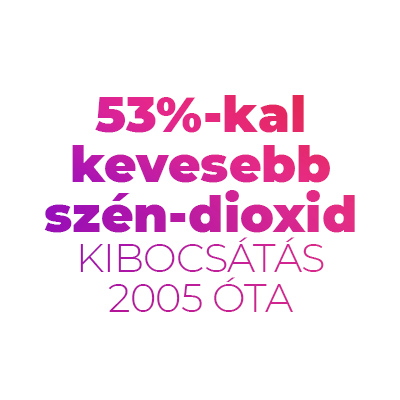 53%-kal
kevesebb
szén-dioxid
KIBOCSÁTÁS
2005 ÓTA